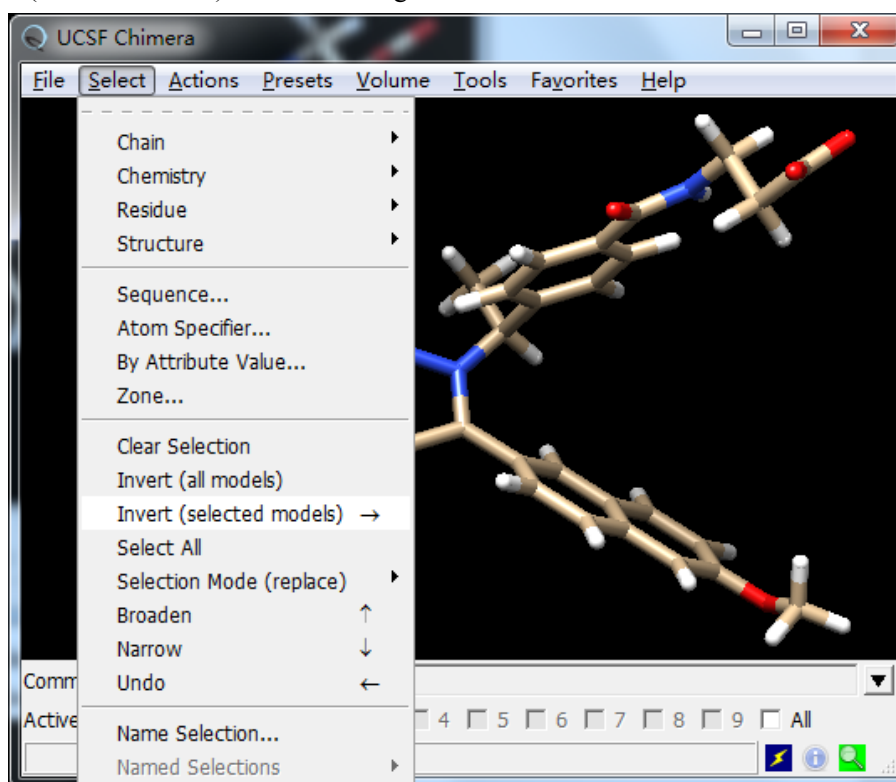 UCSF Chimera
File Select Actions Presets Volume Tools Favorites Help
Chain
Chemistry
Residue
Structure
Sequence...
Atom Specifier...
By Attribute Value...
Zone...
Clear Selection
Invert (all models)
Invert (selected models) →
Select All
Selection Mode (replace)
Broaden ↑
Narrow ↓
Undo ←
Comm
Active 4 5 6 7 8 9 All
Name Selection...
Named Selections